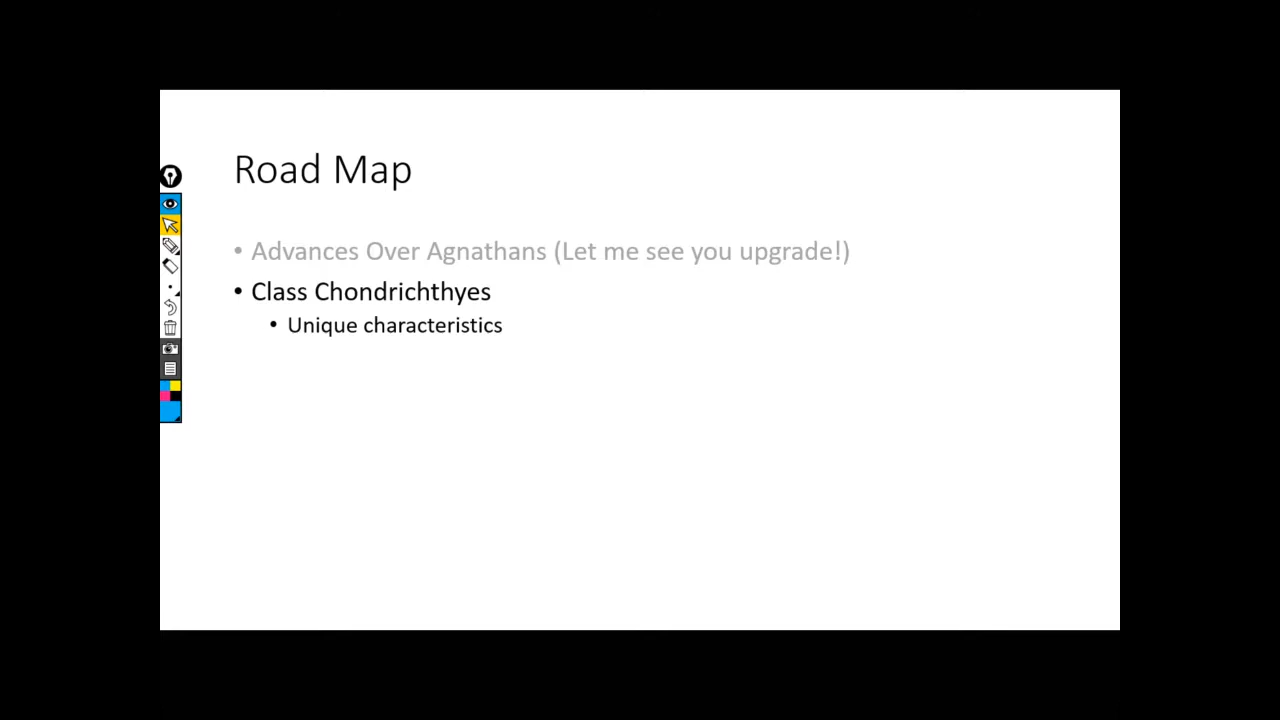 Road Map
• Advances Over Agnathans (Let me see you upgrade!)
• Class Chondrichthyes
• Unique characteristics